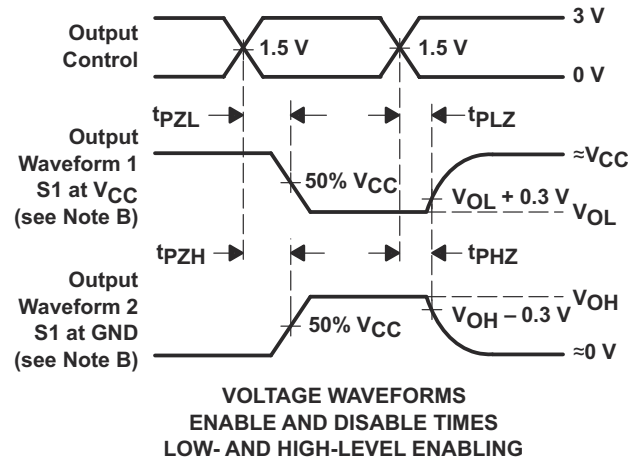 Output
Control
1.5 V
1.5 V
3 V
0 V
tPZL
tPLZ
Output
Waveform 1
S1 at VCC
(see Note B)
50% VCC
≈VCC
VOL + 0.3 V
VOL
tPZH
tPHZ
Output
Waveform 2
S1 at GND
(see Note B)
50% VCC
VOH
VOH − 0.3 V
≈0 V
VOLTAGE WAVEFORMS
ENABLE AND DISABLE TIMES
LOW- AND HIGH-LEVEL ENABLING